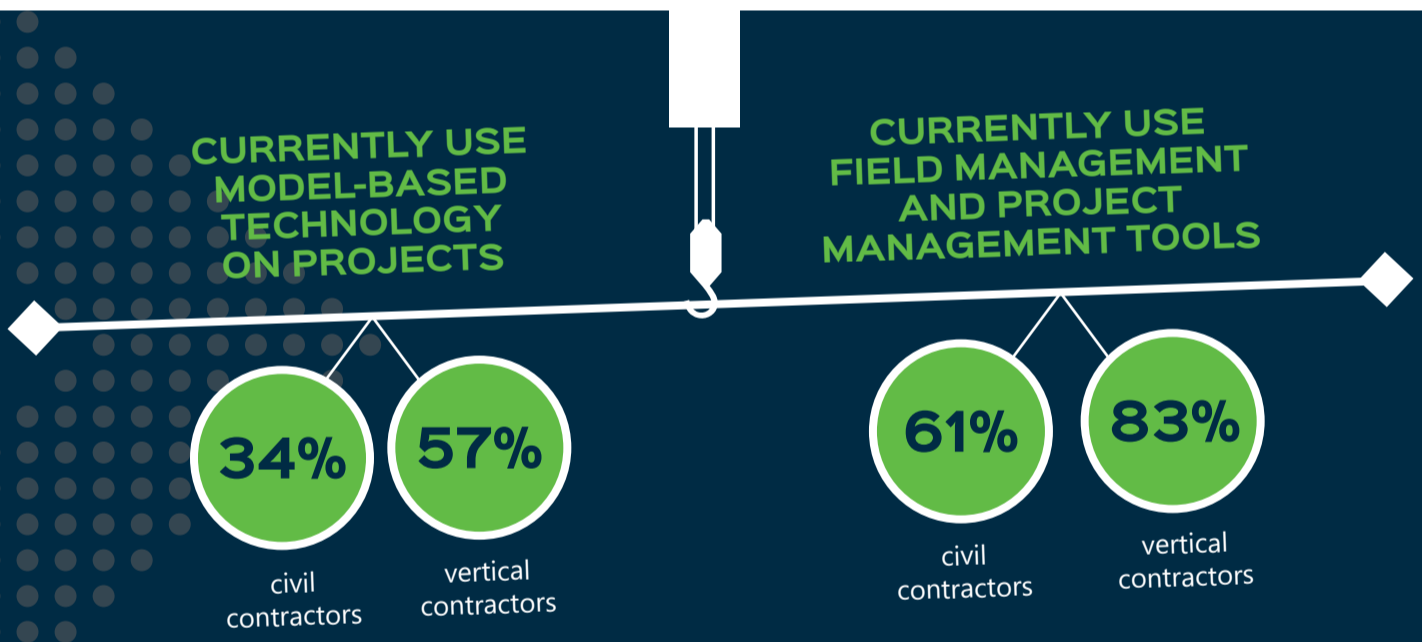 CURRENTLY USE
MODEL-BASED
TECHNOLOGY
ON PROJECTS
34%
57%
civil
contractors
vertical
contractors
CURRENTLY USE
FIELD MANAGEMENT
AND PROJECT
MANAGEMENT TOOLS
61%
83%
civil
contractors
vertical
contractors